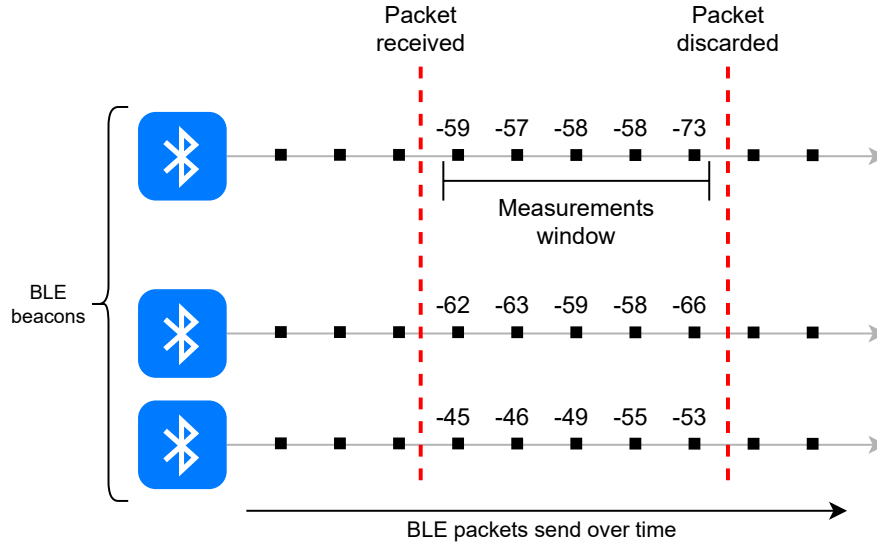 Packet
received
Packet
discarded
-59 -57 -58 -58 -73
Measurements
window
BLE
beacons
-62 -63 -59 -58 -66
-45 -46 -49 -55 -53
BLE packets send over time